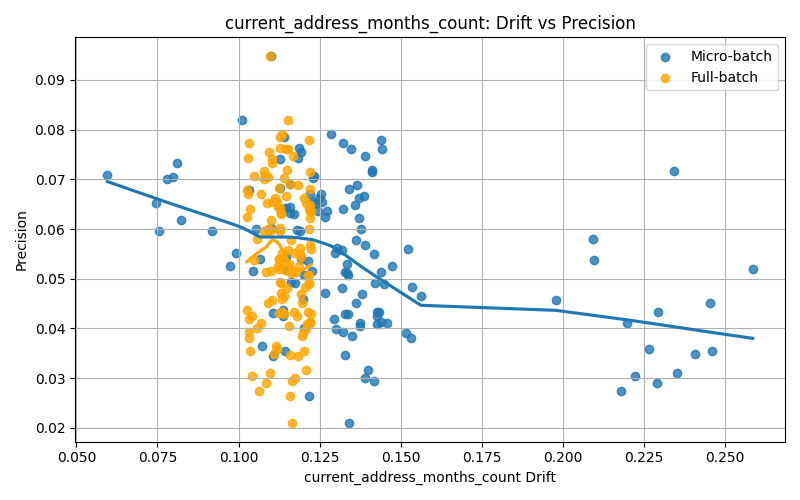 current_address_months_count: Drift vs Precision
Precision
0.09
0.08
0.07
0.06
0.05
0.04
0.03
0.02
Micro-batch
Full-batch
0.050 0.075 0.100 0.125 0.150 0.175 0.200 0.225 0.250
current_address_months_count Drift